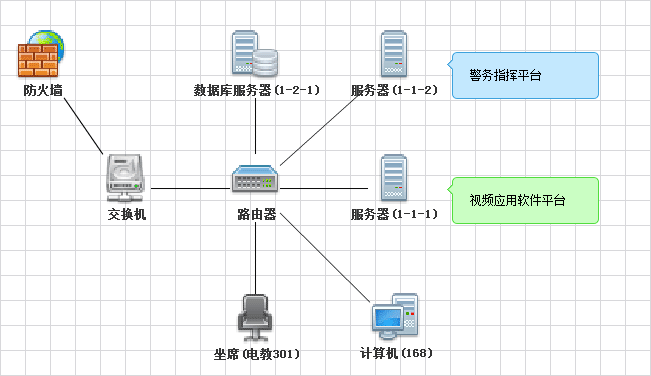 防火墙
数据库服务器(1-2-1)
服务器(1-1-2)
警务指挥平台
交换机
路由器
服务器(1-1-1)
视频应用软件平台
坐席(电教301)
计算机(168)